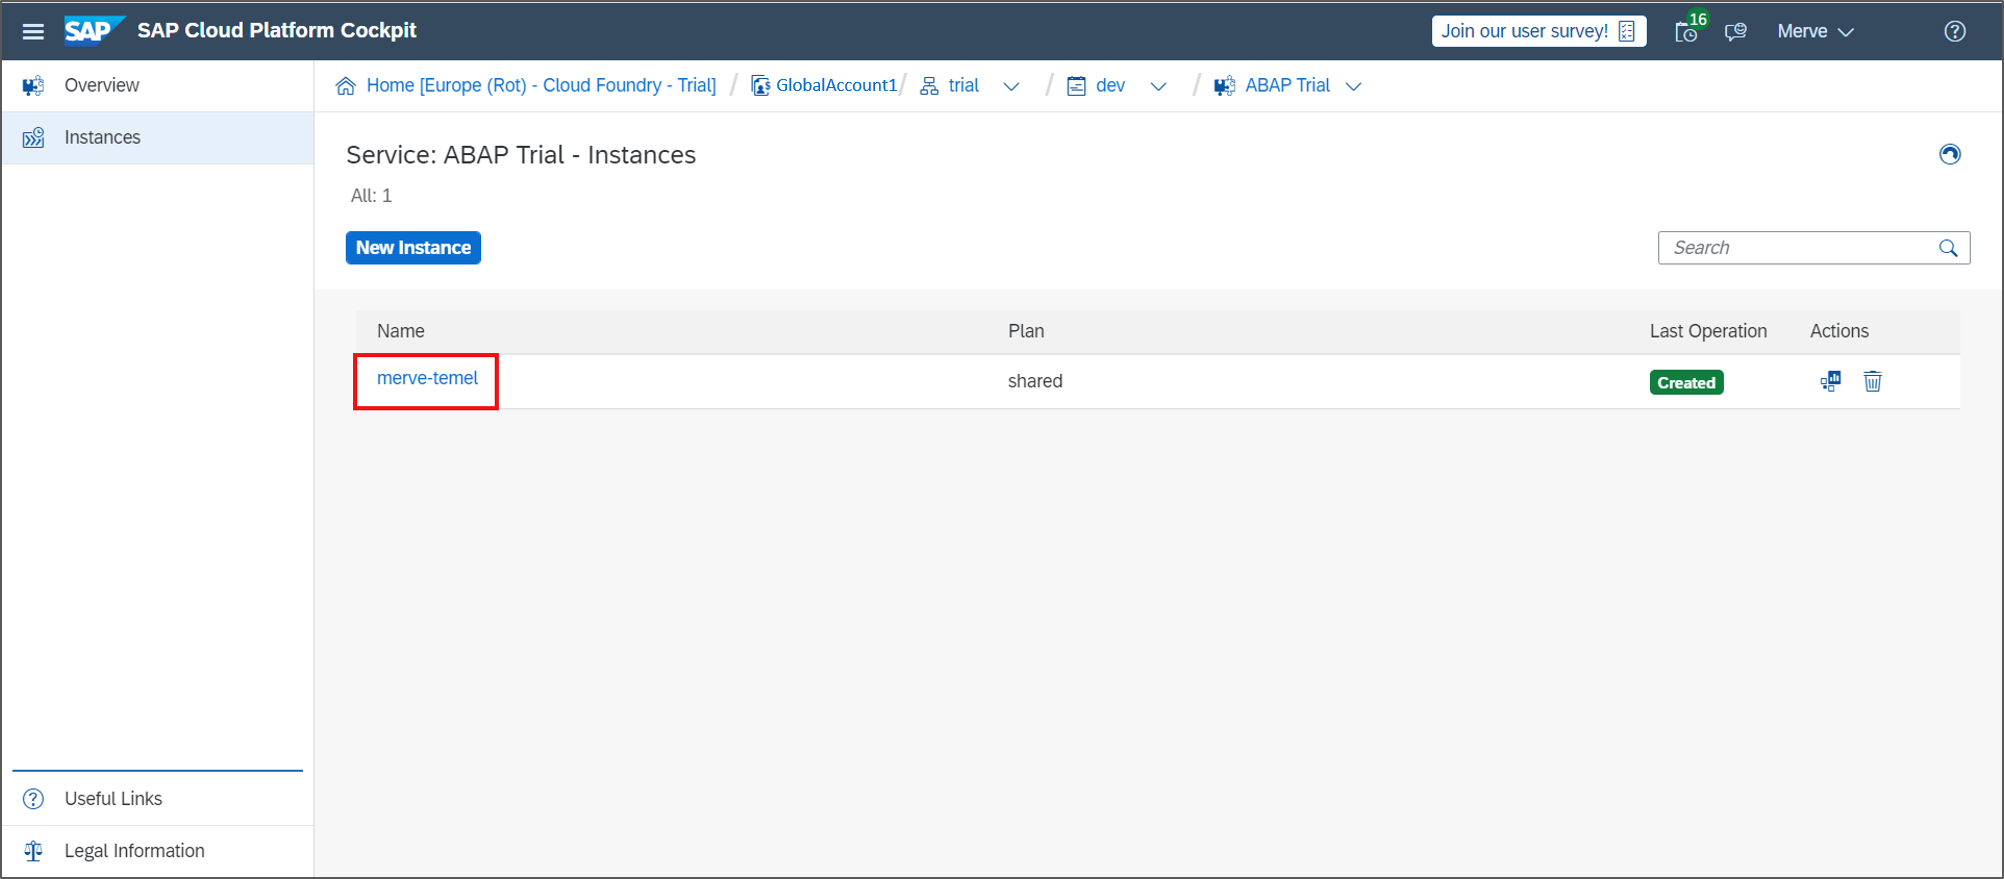 SAP SAP Cloud Platform Cockpit Join our user survey! 16 Merve
Overview
Home [Europe (Rot) - Cloud Foundry - Trial] / GlobalAccount1 / trial / dev / ABAP Trial
Instances
Service: ABAP Trial - Instances
All: 1
New Instance
Search
Name Plan Last Operation Actions
merve-temel shared Created
Useful Links
Legal Information